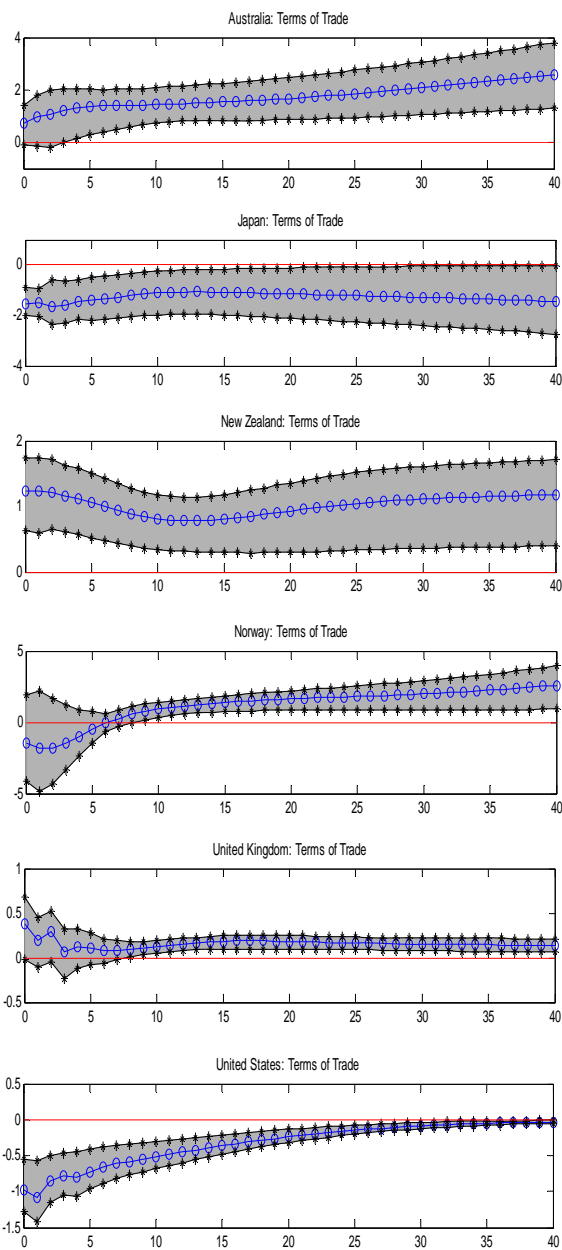 Australia: Terms of Trade
4
2
0
0 5 10 15 20 25 30 35 40
Japan: Terms of Trade
0
-2
-4
0 5 10 15 20 25 30 35 40
New Zealand: Terms of Trade
2
1
0
0 5 10 15 20 25 30 35 40
Norway: Terms of Trade
5
0
-5
0 5 10 15 20 25 30 35 40
United Kingdom: Terms of Trade
1
0.5
0
-0.5
0 5 10 15 20 25 30 35 40
United States: Terms of Trade
0.5
0
-0.5
-1
-1.5
0 5 10 15 20 25 30 35 40